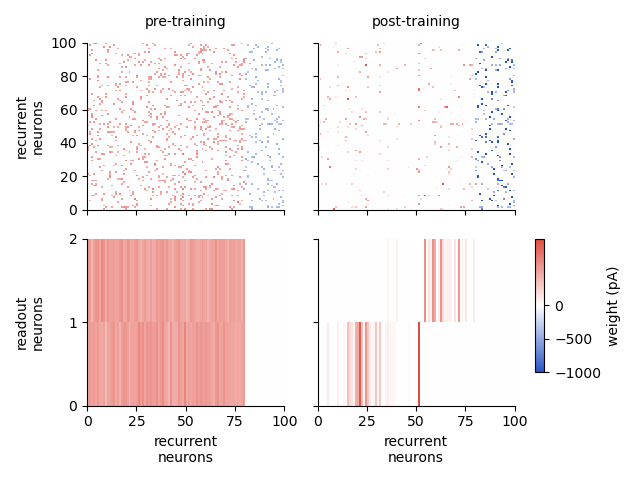 pre-training
post-training
100
80
60
40
20
0
recurrent
neurons
2
1
0
readout
neurons
0 25 50 75 100
recurrent
neurons
0 25 50 75 100
recurrent
neurons
0
−500
−1000
weight (pA)